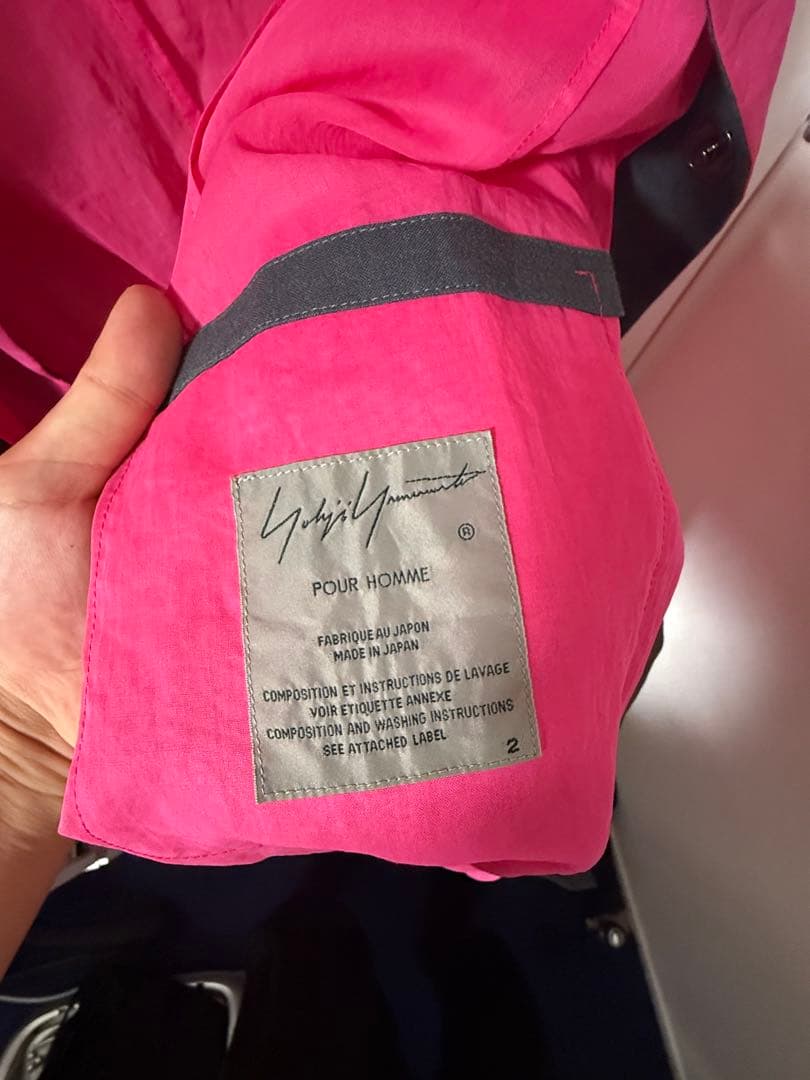 Yohji Yamamoto
®
POUR HOMME
FABRIQUE AU JAPON
MADE IN JAPAN
COMPOSITION ET INSTRUCTIONS DE LAVAGE
VOIR ETIQUETTE ANNEXE
COMPOSITION AND WASHING INSTRUCTIONS
SEE ATTACHED LABEL
2